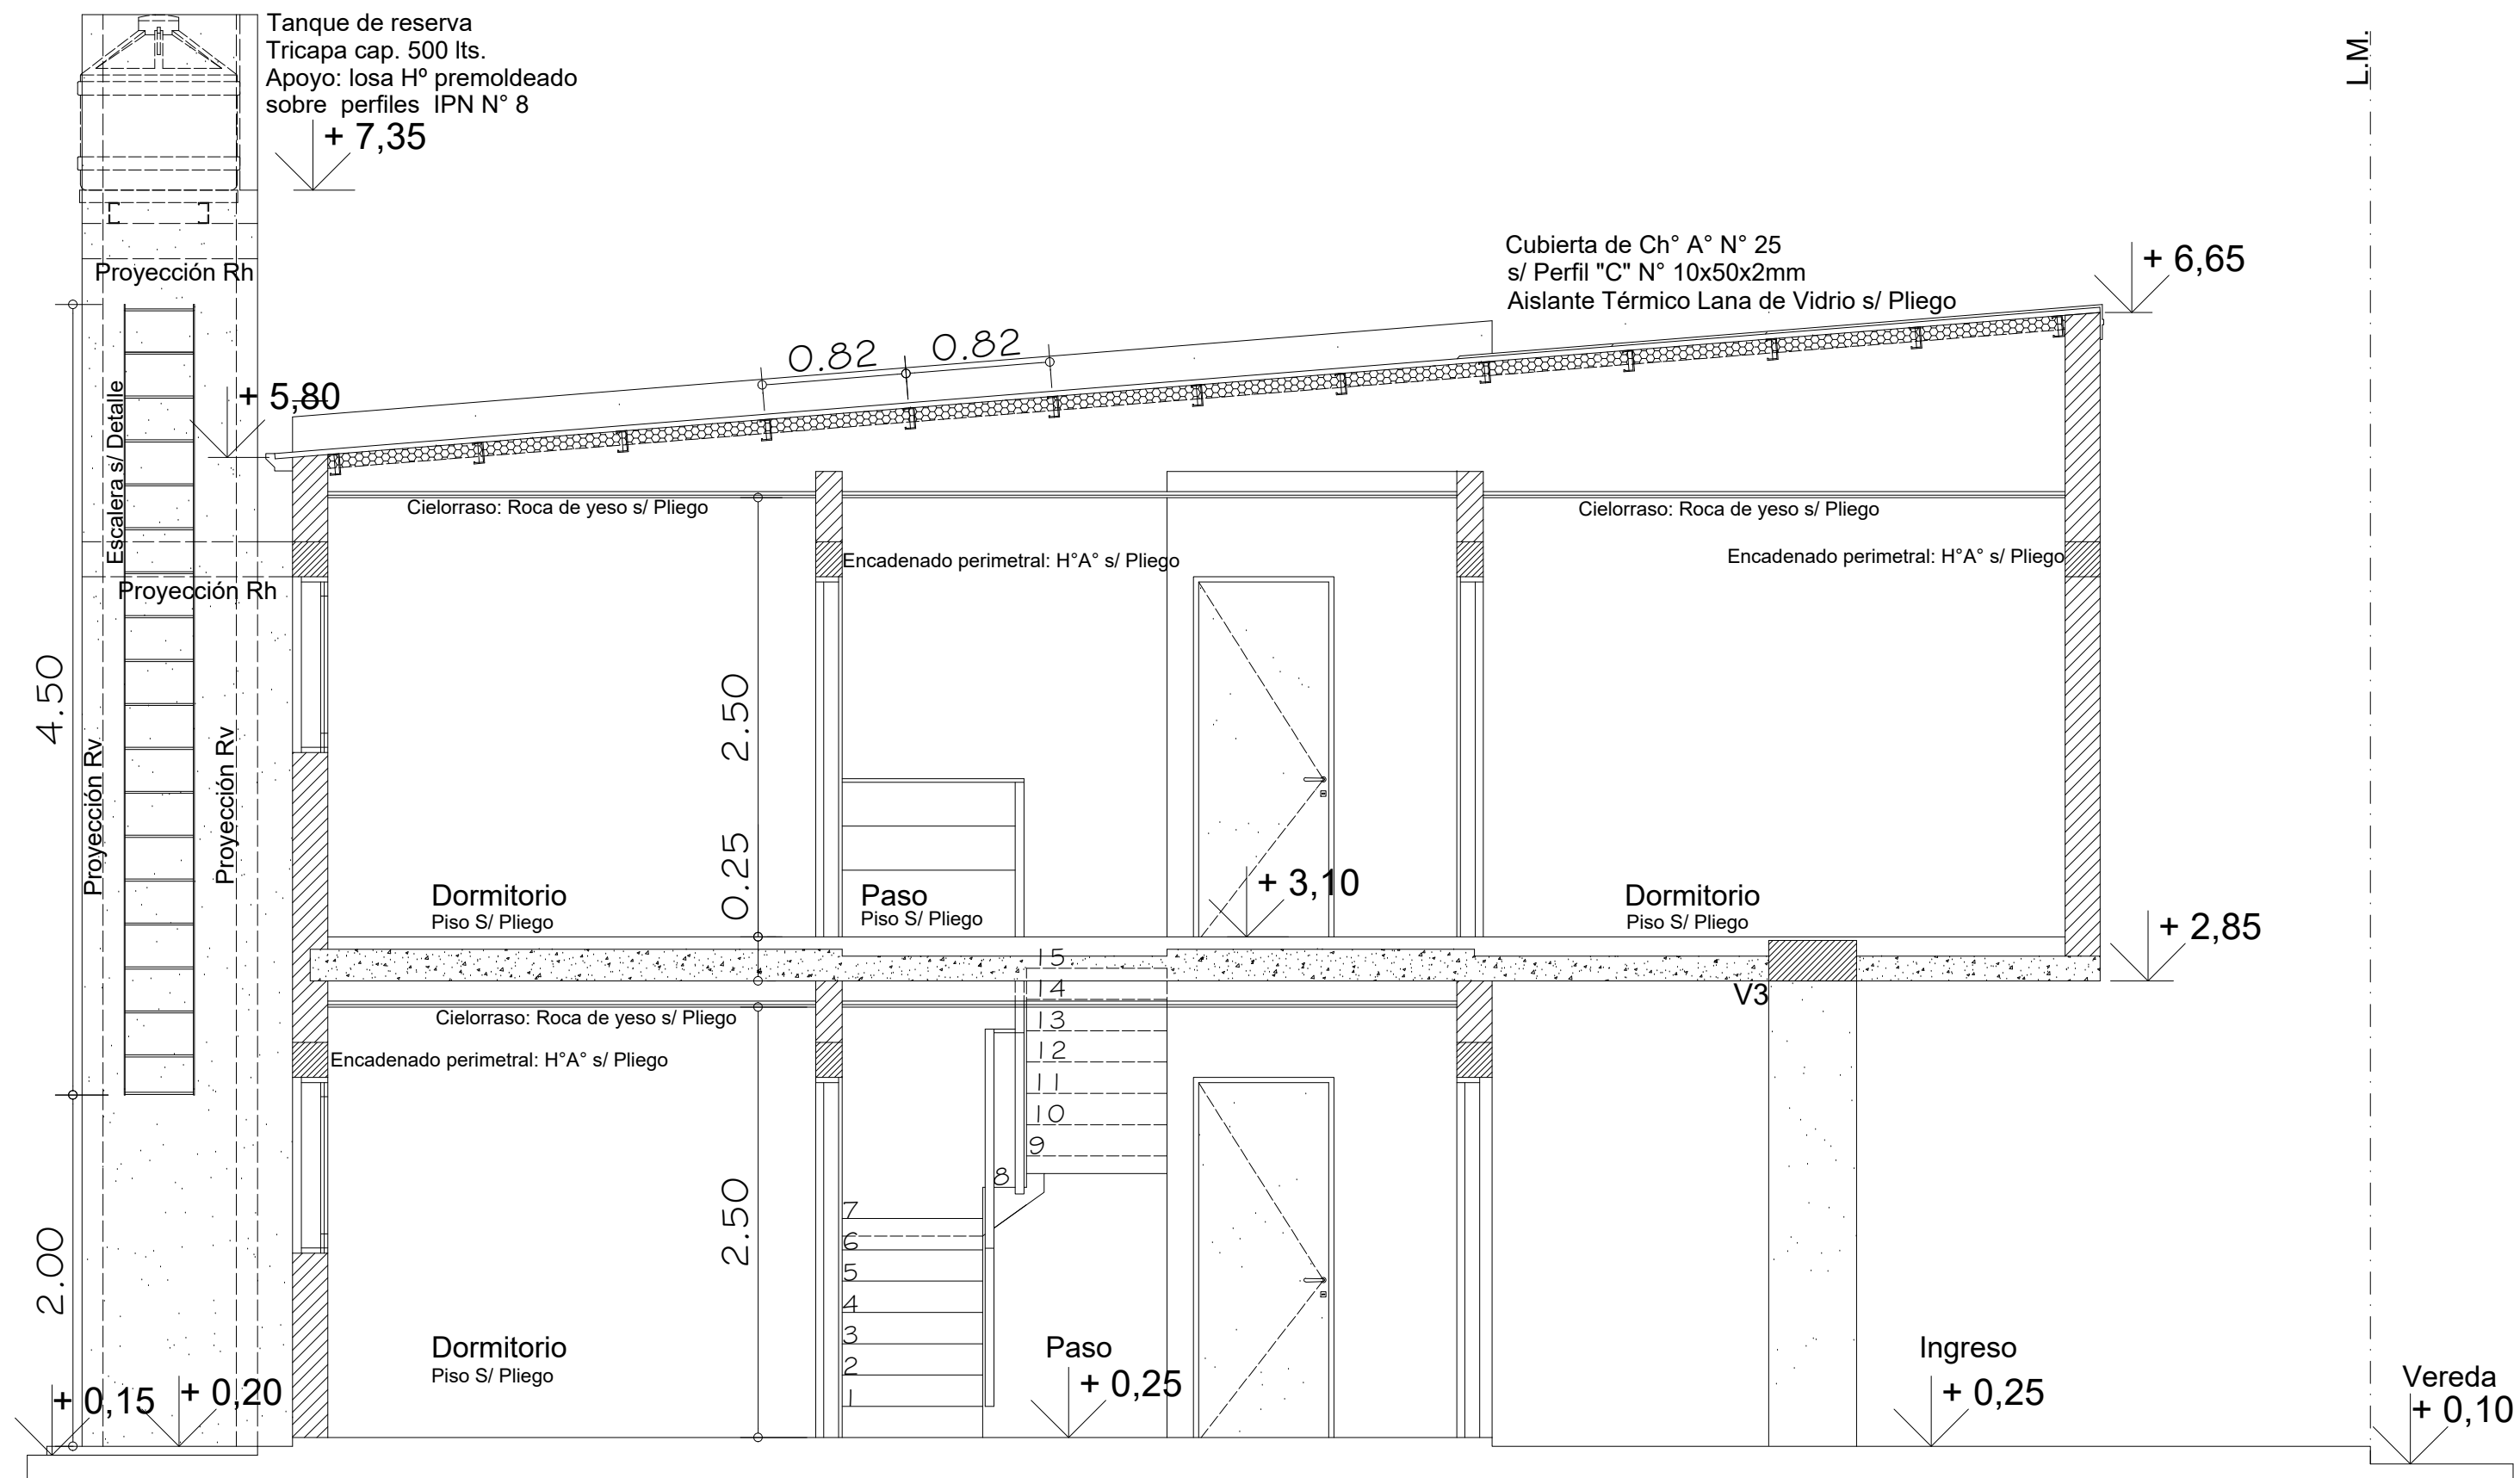 Tanque de reserva
Tricapa cap. 500 lts.
Apoyo: losa Hº premoldeado
sobre perfiles IPN N° 8
+ 7,35
L.M.
Cubierta de Ch° A° N° 25
s/ Perfil "C" N° 10x50x2mm
Aislante Térmico Lana de Vidrio s/ Pliego
+ 6,65
Proyección Rh
0.82
0.82
+ 5,80
Escalera s/ Detalle
Cielorraso: Roca de yeso s/ Pliego
Cielorraso: Roca de yeso s/ Pliego
Encadenado perimetral: H°A° s/ Pliego
Encadenado perimetral: H°A° s/ Pliego
Proyección Rh
4.50
2.50
Proyección Rv
Proyección Rv
0.25
Dormitorio
Piso S/ Pliego
Paso
Piso S/ Pliego
+ 3,10
Dormitorio
Piso S/ Pliego
+ 2,85
15
14
13
12
11
10
9
8
7
6
5
4
3
2
1
V3
Cielorraso: Roca de yeso s/ Pliego
Encadenado perimetral: H°A° s/ Pliego
2.50
2.00
Dormitorio
Piso S/ Pliego
Paso
+ 0,25
Ingreso
+ 0,25
Vereda
+ 0,10
+ 0,15
+ 0,20